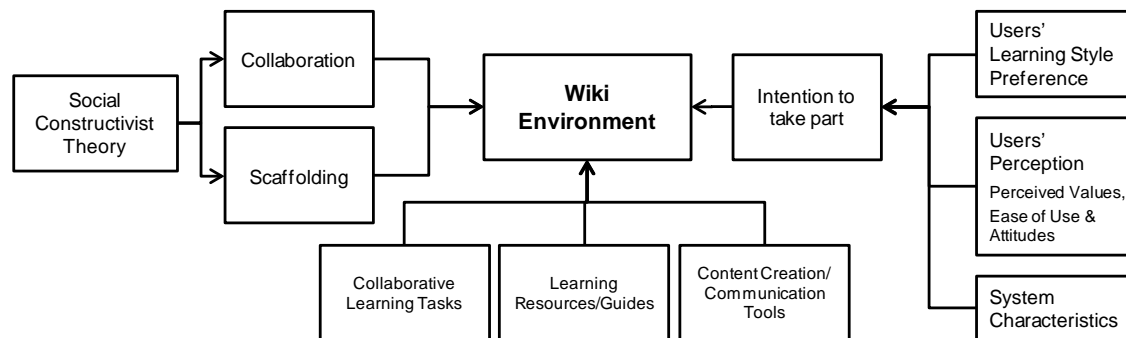 Social
Constructivist
Theory
Collaboration
Scaffolding
Wiki
Environment
Intention to
take part
Users'
Learning Style
Preference
Users'
Perception
Perceived Values,
Ease of Use &
Attitudes
System
Characteristics
Collaborative
Learning Tasks
Learning
Resources/Guides
Content Creation/
Communication
Tools